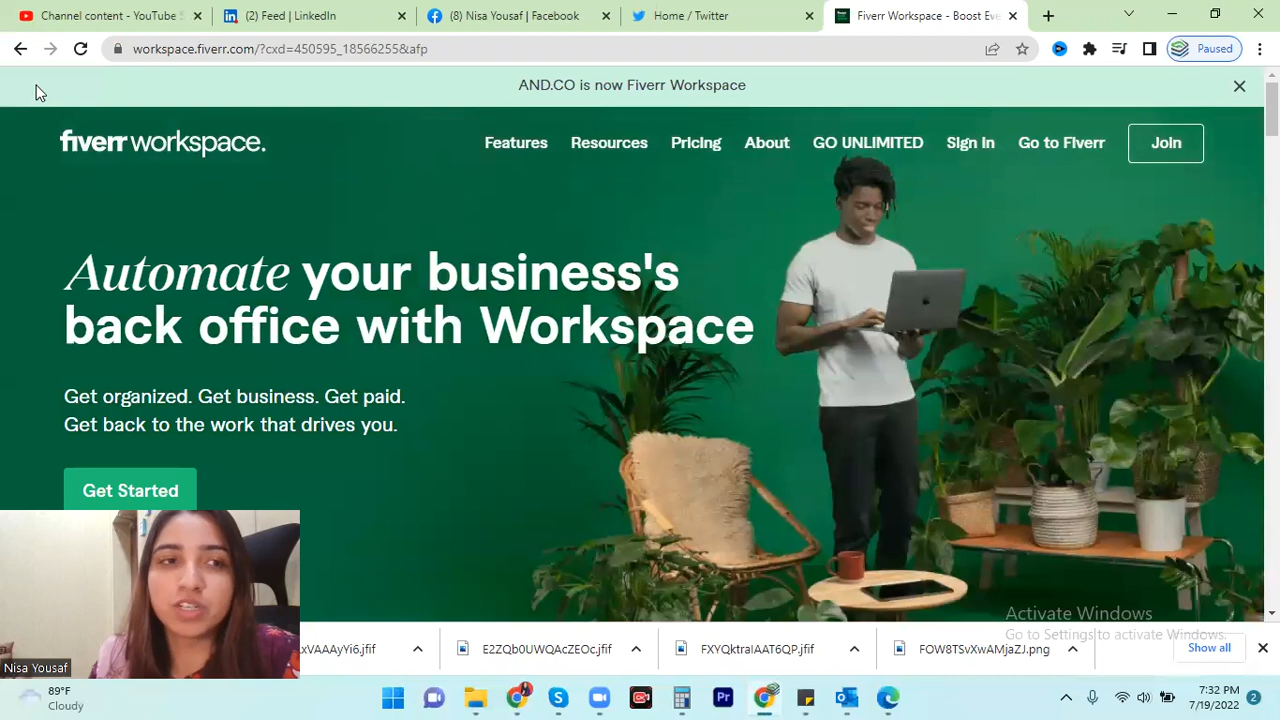 Channel content - YouTube S
(2) Feed | LinkedIn
(8) Nisa Yousaf | Facebook
Home / Twitter
Fiverr Workspace - Boost Eve
workspace.fiverr.com/?cxd=450595_18566255&afp
Paused
AND.CO is now Fiverr Workspace
fiverr workspace.
Features
Resources
Pricing
About
GO UNLIMITED
Sign In
Go to Fiverr
Join
Automate your business's
back office with Workspace
Get organized. Get business. Get paid.
Get back to the work that drives you.
Get Started
Activate Windows
Go to Settings to activate Windows.
Nisa Yousaf
xVAAAyYi6.jfif
E2ZQb0UWQAcZEOc.jfif
FXYQktraIAAT6QP.jfif
FOW8TSvXwAMjaZJ.png
Show all
89°F
Cloudy
Pr
7:32 PM
7/19/2022
2